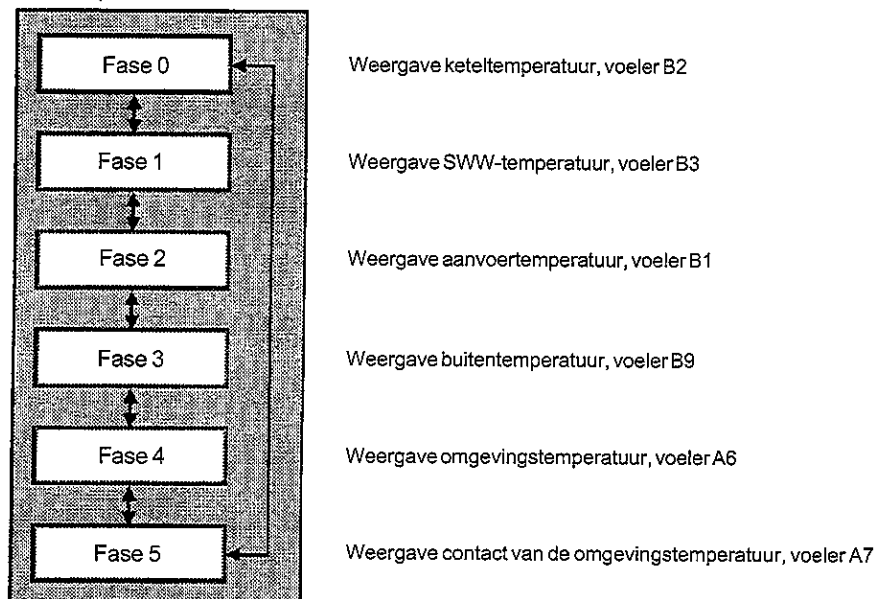 Fase 0 Weergave keteltemperatuur, voeler B2
Fase 1 Weergave SWW-temperatuur, voeler B3
Fase 2 Weergave aanvoertemperatuur, voeler B1
Fase 3 Weergave buitentemperatuur, voeler B9
Fase 4 Weergave omgevingstemperatuur, voeler A6
Fase 5 Weergave contact van de omgevingstemperatuur, voeler A7